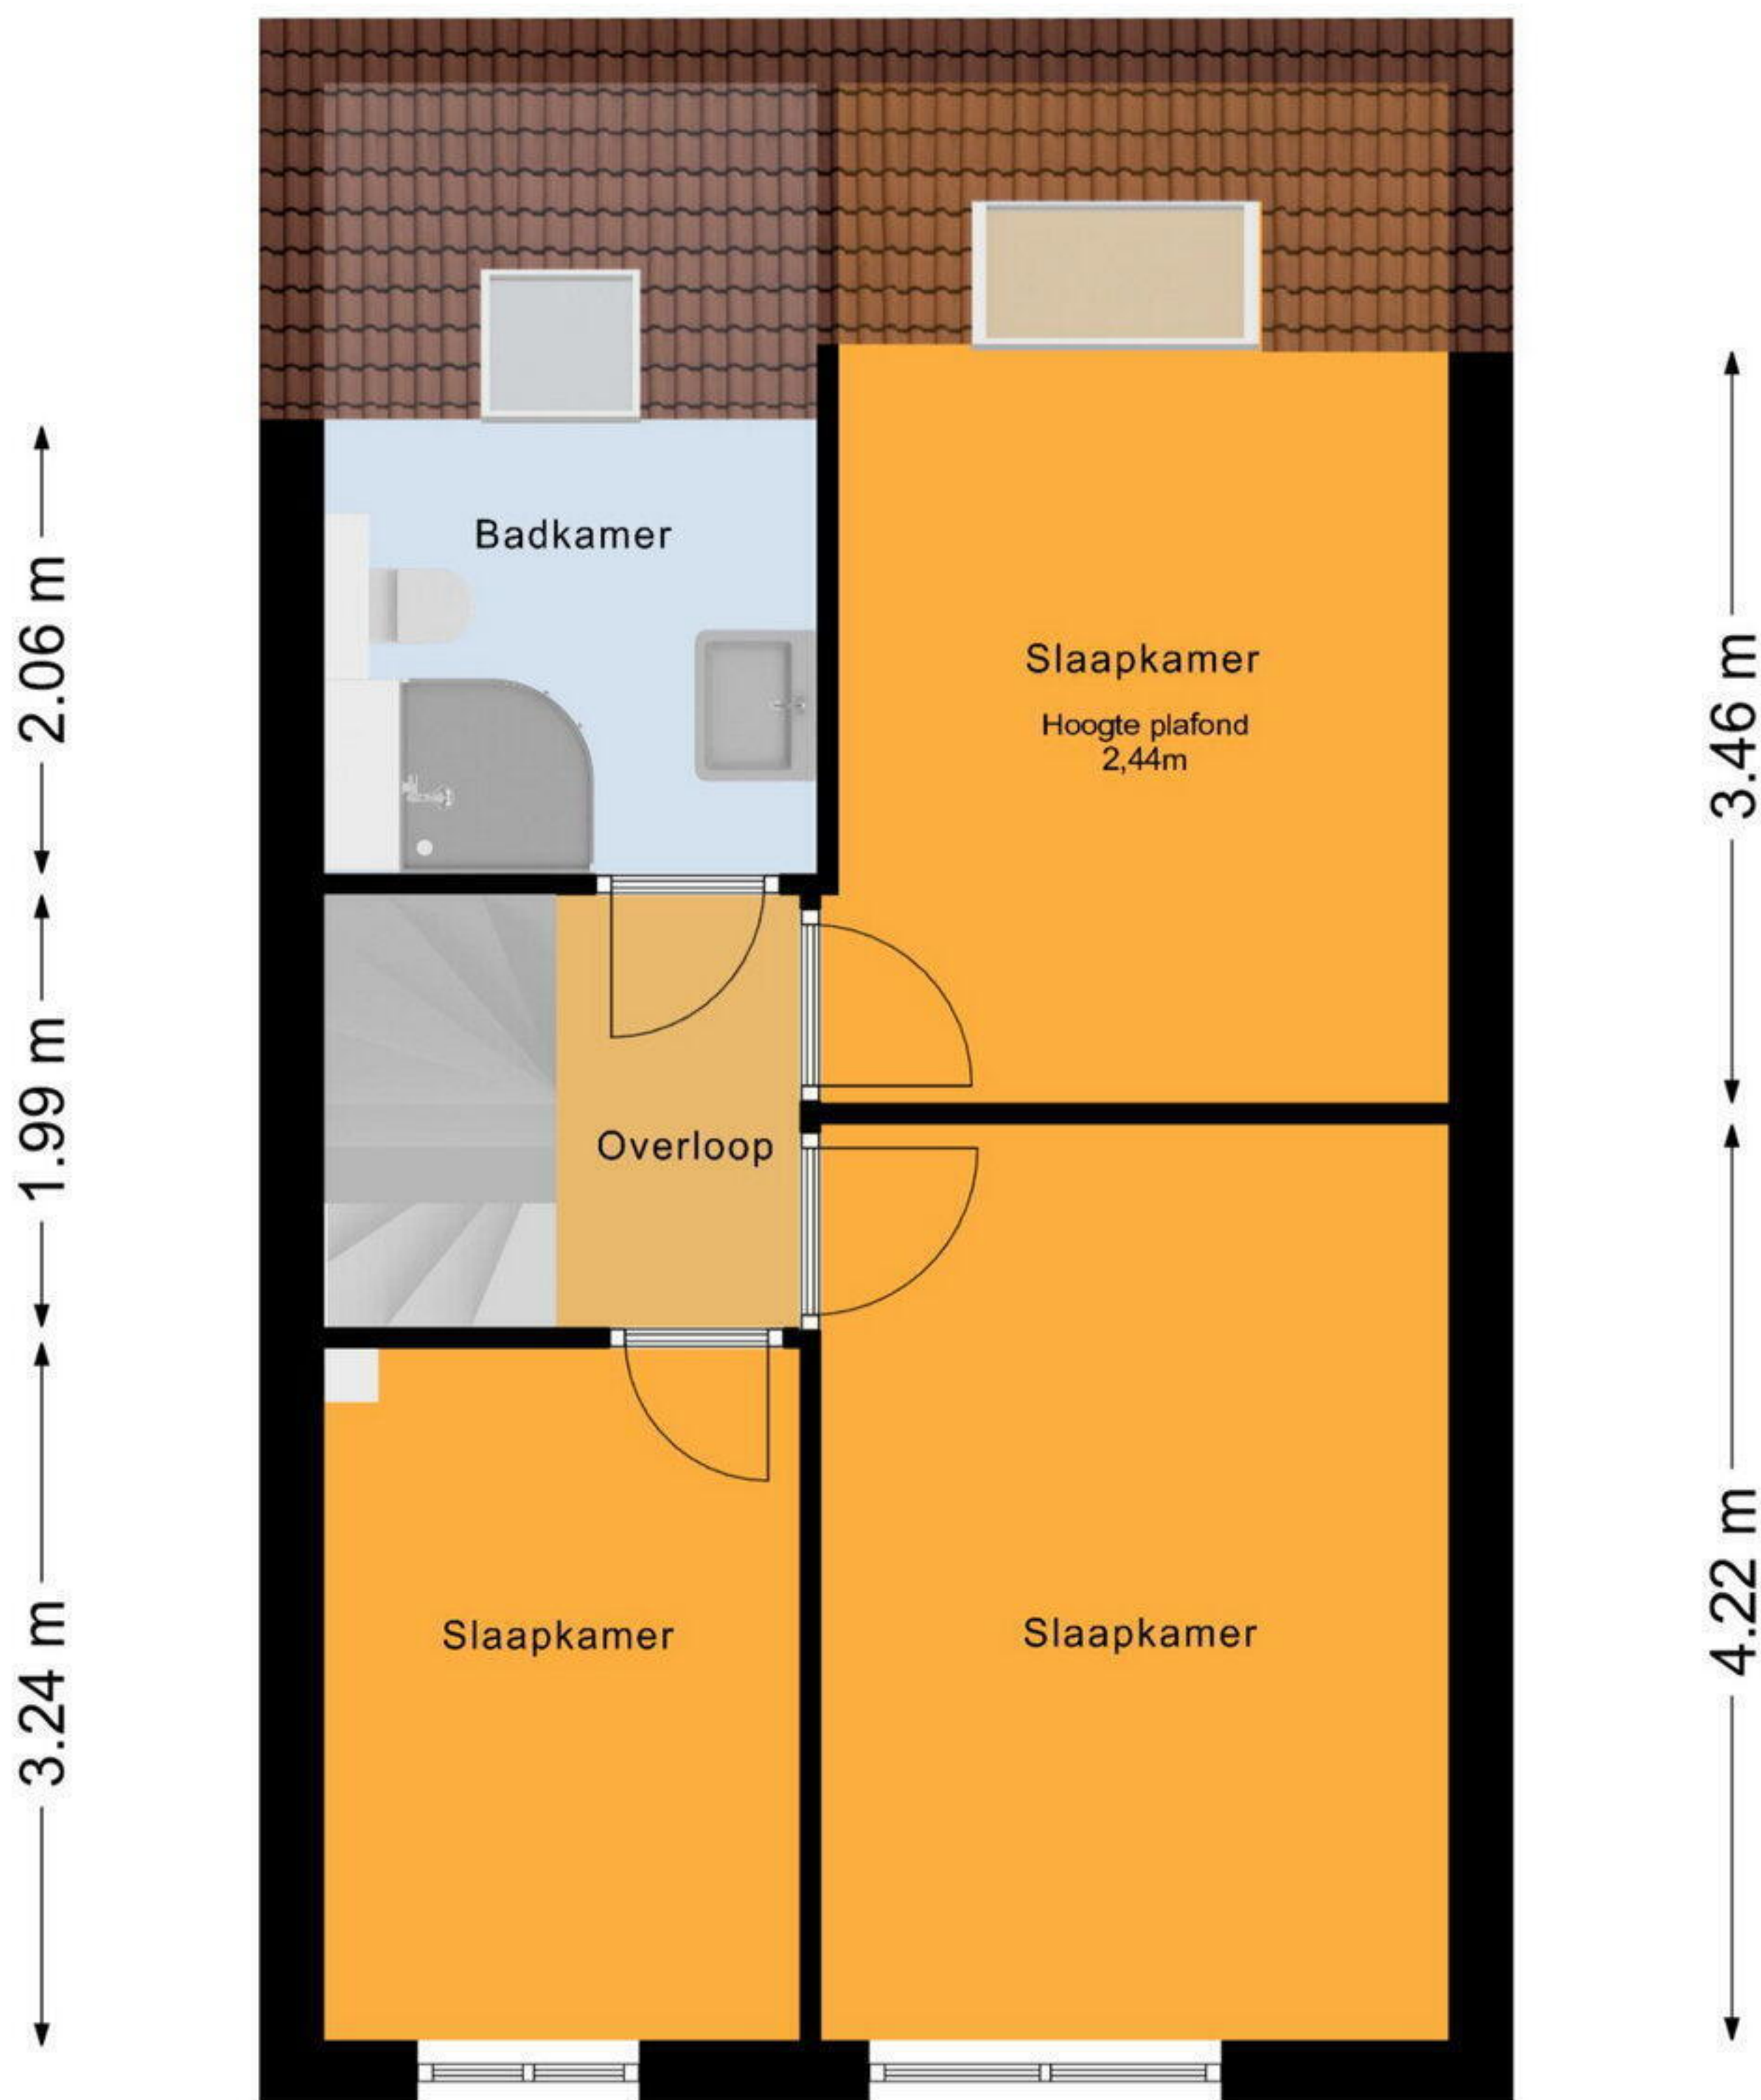 Badkamer
Slaapkamer
Hoogte plafond
2,44m
2.06 m
3.46 m
1.99 m
Overloop
3.24 m
Slaapkamer
Slaapkamer
4.22 m